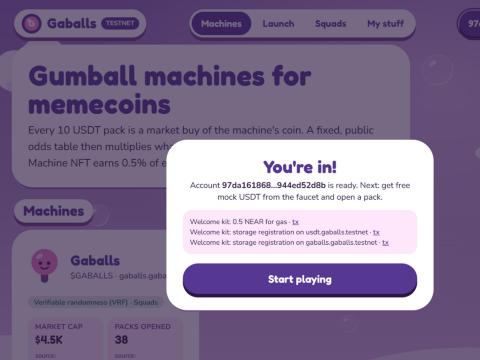 Gaballs TESTNET
Machines Launch Squads My stuff
Gumball machines for
memecoins
Every 10 USDT pack is a market buy of the machine's coin. A fixed, public
odds table then multiplies
Machine NFT earns 0.5% of
You're in!
Account 97da161868...944ed52d8b is ready. Next: get free
mock USDT from the faucet and open a pack.
Welcome kit: 0.5 NEAR for gas · tx
Welcome kit: storage registration on usdt.gaballs.testnet · tx
Welcome kit: storage registration on gaballs.gaballs.testnet · tx
Start playing
Machines
Gaballs
$GABALLS · gaballs.gaba
Verifiable randomness (VRF) · Squads
MARKET CAP PACKS OPENED
$4.5K 38
source: source: